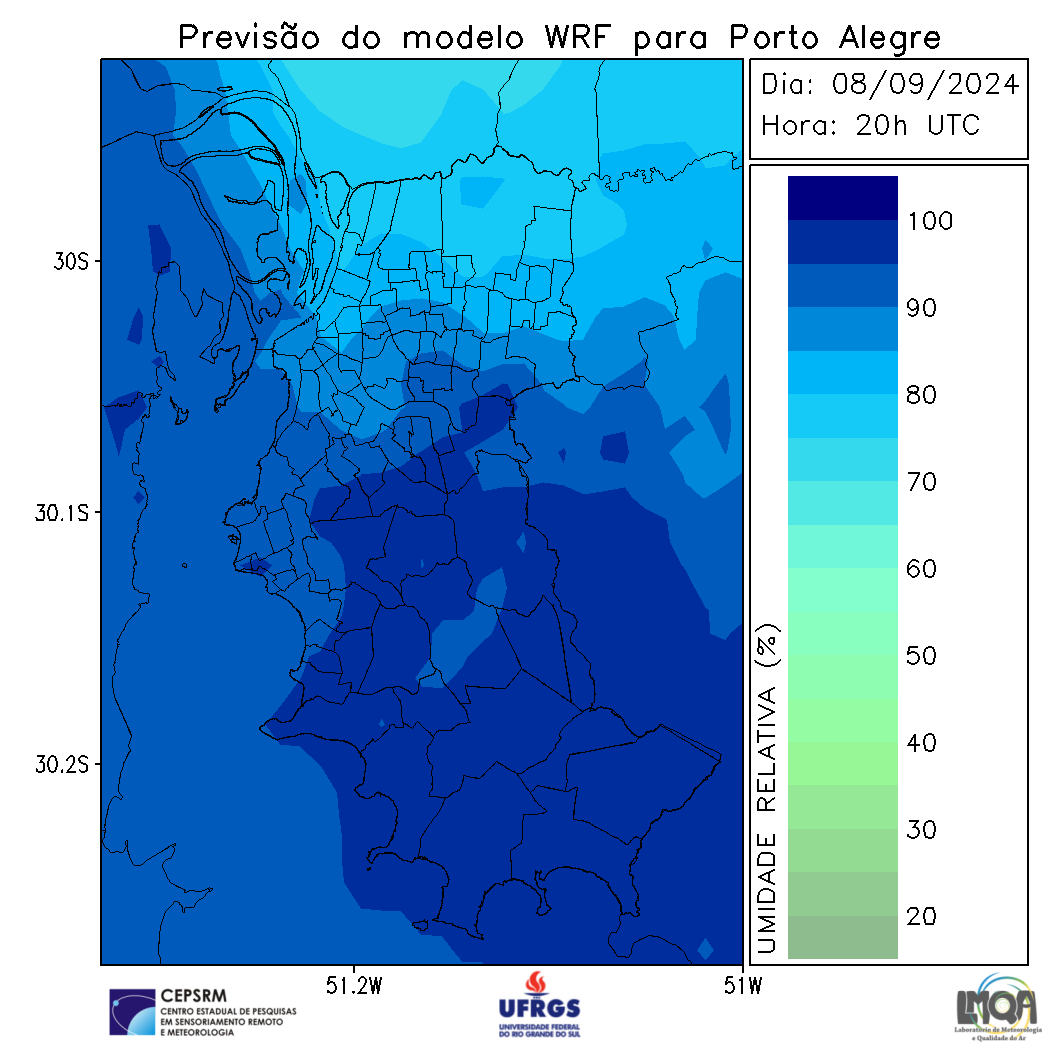 Previsão do modelo WRF para Porto Alegre
Dia: 08/09/2024
Hora: 20h UTC
30S
30.1S
30.2S
51.2W
51W
100
90
80
70
60
50
40
30
20
UMIDADE RELATIVA (%)
CEPSRM
CENTRO ESTADUAL DE PESQUISAS
EM SENSORIAMENTO REMOTO
E METEOROLOGIA
UFRGS
UNIVERSIDADE FEDERAL
DO RIO GRANDE DO SUL
LMQA
Laboratório de Meteorologia
e Qualidade do Ar